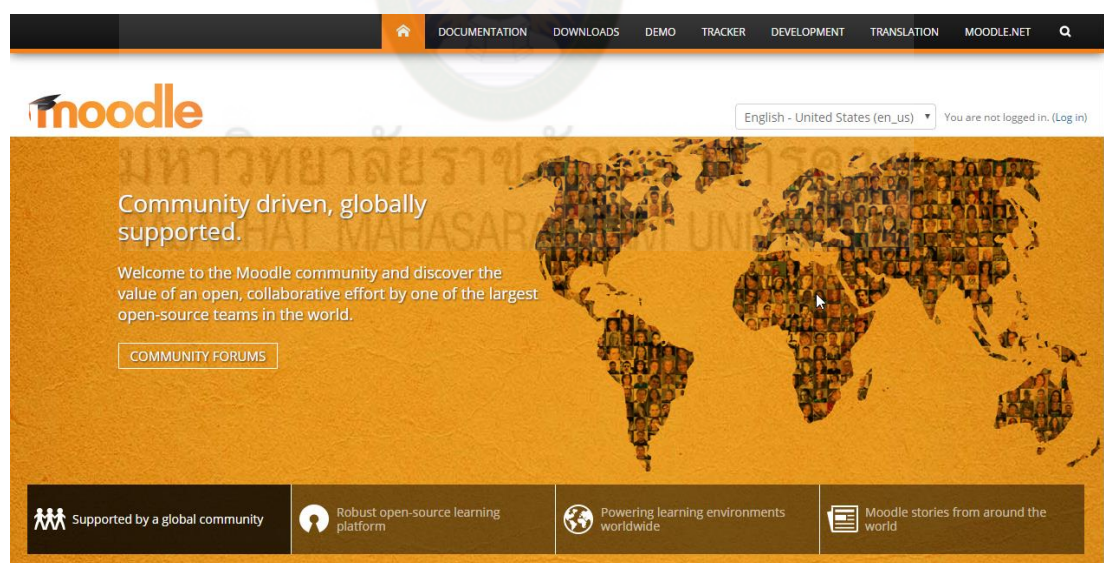 DOCUMENTATION DOWNLOADS DEMO TRACKER DEVELOPMENT TRANSLATION MOODLE.NET
moodle
English - United States (en_us) You are not logged in. (Log in)
Community driven, globally
supported.
Welcome to the Moodle community and discover the
value of an open, collaborative effort by one of the largest
open-source teams in the world.
COMMUNITY FORUMS
Supported by a global community
Robust open-source learning
platform
Powering learning environments
worldwide
Moodle stories from around the
world